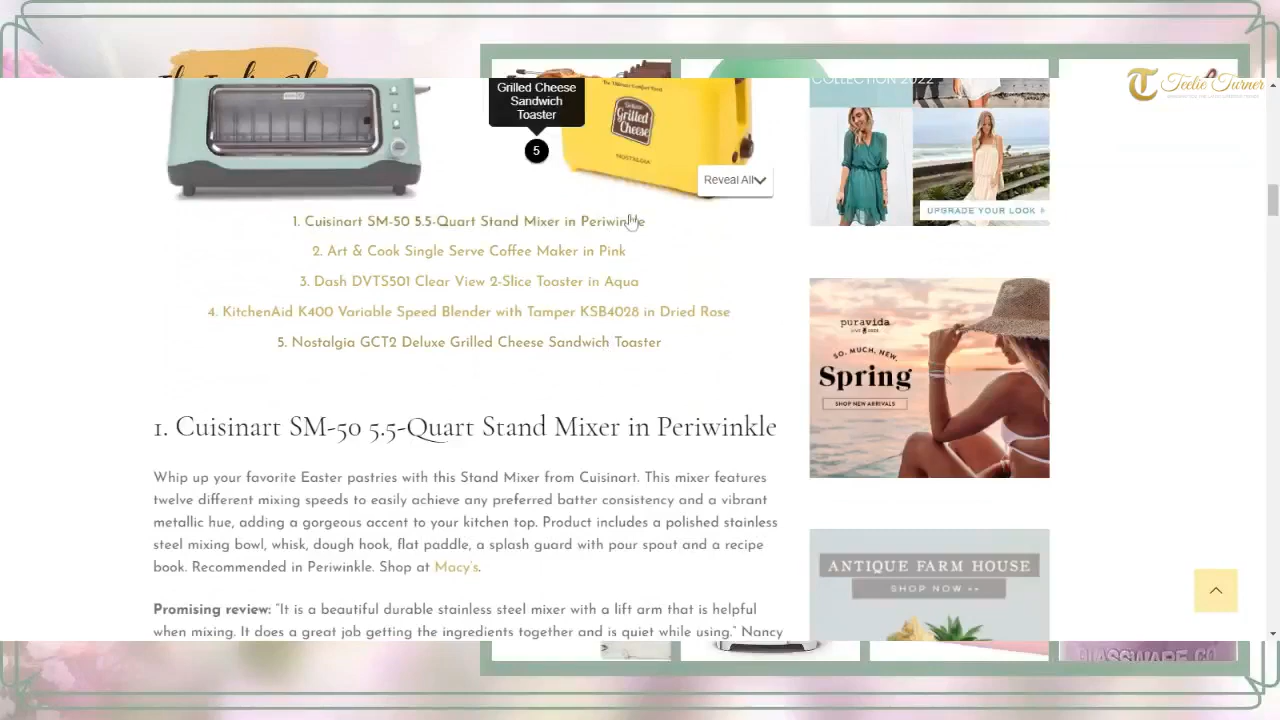 Teelie Turner
COLLECTION 2022
Grilled Cheese
Sandwich
Toaster
5
Grilled Cheese
NOSTALGIA
Reveal All
UPGRADE YOUR LOOK
1. Cuisinart SM-50 5.5-Quart Stand Mixer in Periwinkle
2. Art & Cook Single Serve Coffee Maker in Pink
3. Dash DVTS501 Clear View 2-Slice Toaster in Aqua
4. KitchenAid K400 Variable Speed Blender with Tamper KSB4028 in Dried Rose
5. Nostalgia GCT2 Deluxe Grilled Cheese Sandwich Toaster
puravida
SO. MUCH. NEW.
Spring
SHOP NEW ARRIVALS
1. Cuisinart SM-50 5.5-Quart Stand Mixer in Periwinkle
Whip up your favorite Easter pastries with this Stand Mixer from Cuisinart. This mixer features
twelve different mixing speeds to easily achieve any preferred batter consistency and a vibrant
metallic hue, adding a gorgeous accent to your kitchen top. Product includes a polished stainless
steel mixing bowl, whisk, dough hook, flat paddle, a splash guard with pour spout and a recipe
book. Recommended in Periwinkle. Shop at Macy's.
ANTIQUE FARM HOUSE
SHOP NOW >>
Promising review: "It is a beautiful durable stainless steel mixer with a lift arm that is helpful
when mixing. It does a great job getting the ingredients together and is quiet while using." Nancy
GLASSWARE CO